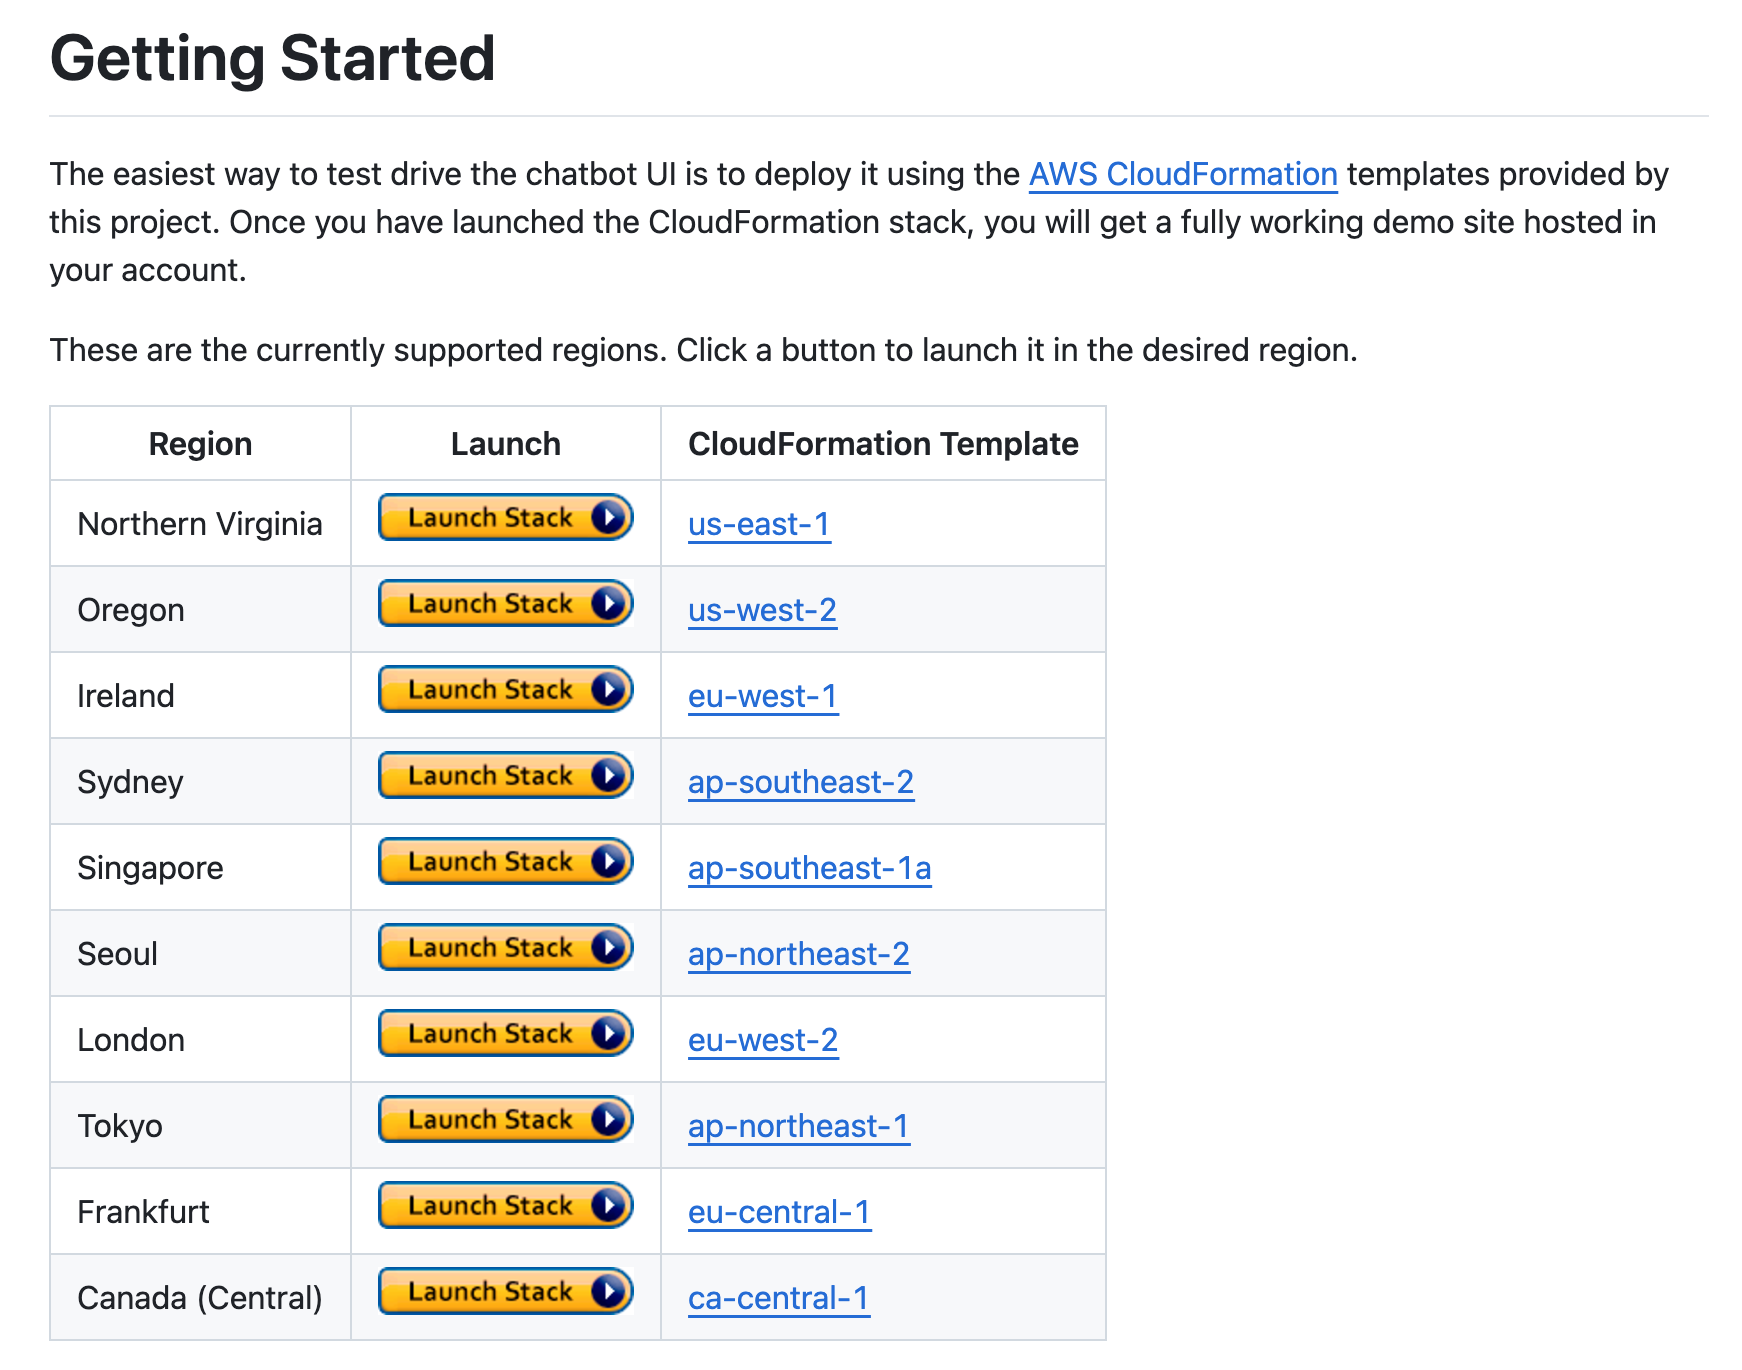 Getting Started
The easiest way to test drive the chatbot UI is to deploy it using the AWS CloudFormation templates provided by
this project. Once you have launched the CloudFormation stack, you will get a fully working demo site hosted in
your account.
These are the currently supported regions. Click a button to launch it in the desired region.
Region Launch CloudFormation Template
Northern Virginia Launch Stack us-east-1
Oregon Launch Stack us-west-2
Ireland Launch Stack eu-west-1
Sydney Launch Stack ap-southeast-2
Singapore Launch Stack ap-southeast-1a
Seoul Launch Stack ap-northeast-2
London Launch Stack eu-west-2
Tokyo Launch Stack ap-northeast-1
Frankfurt Launch Stack eu-central-1
Canada (Central) Launch Stack ca-central-1